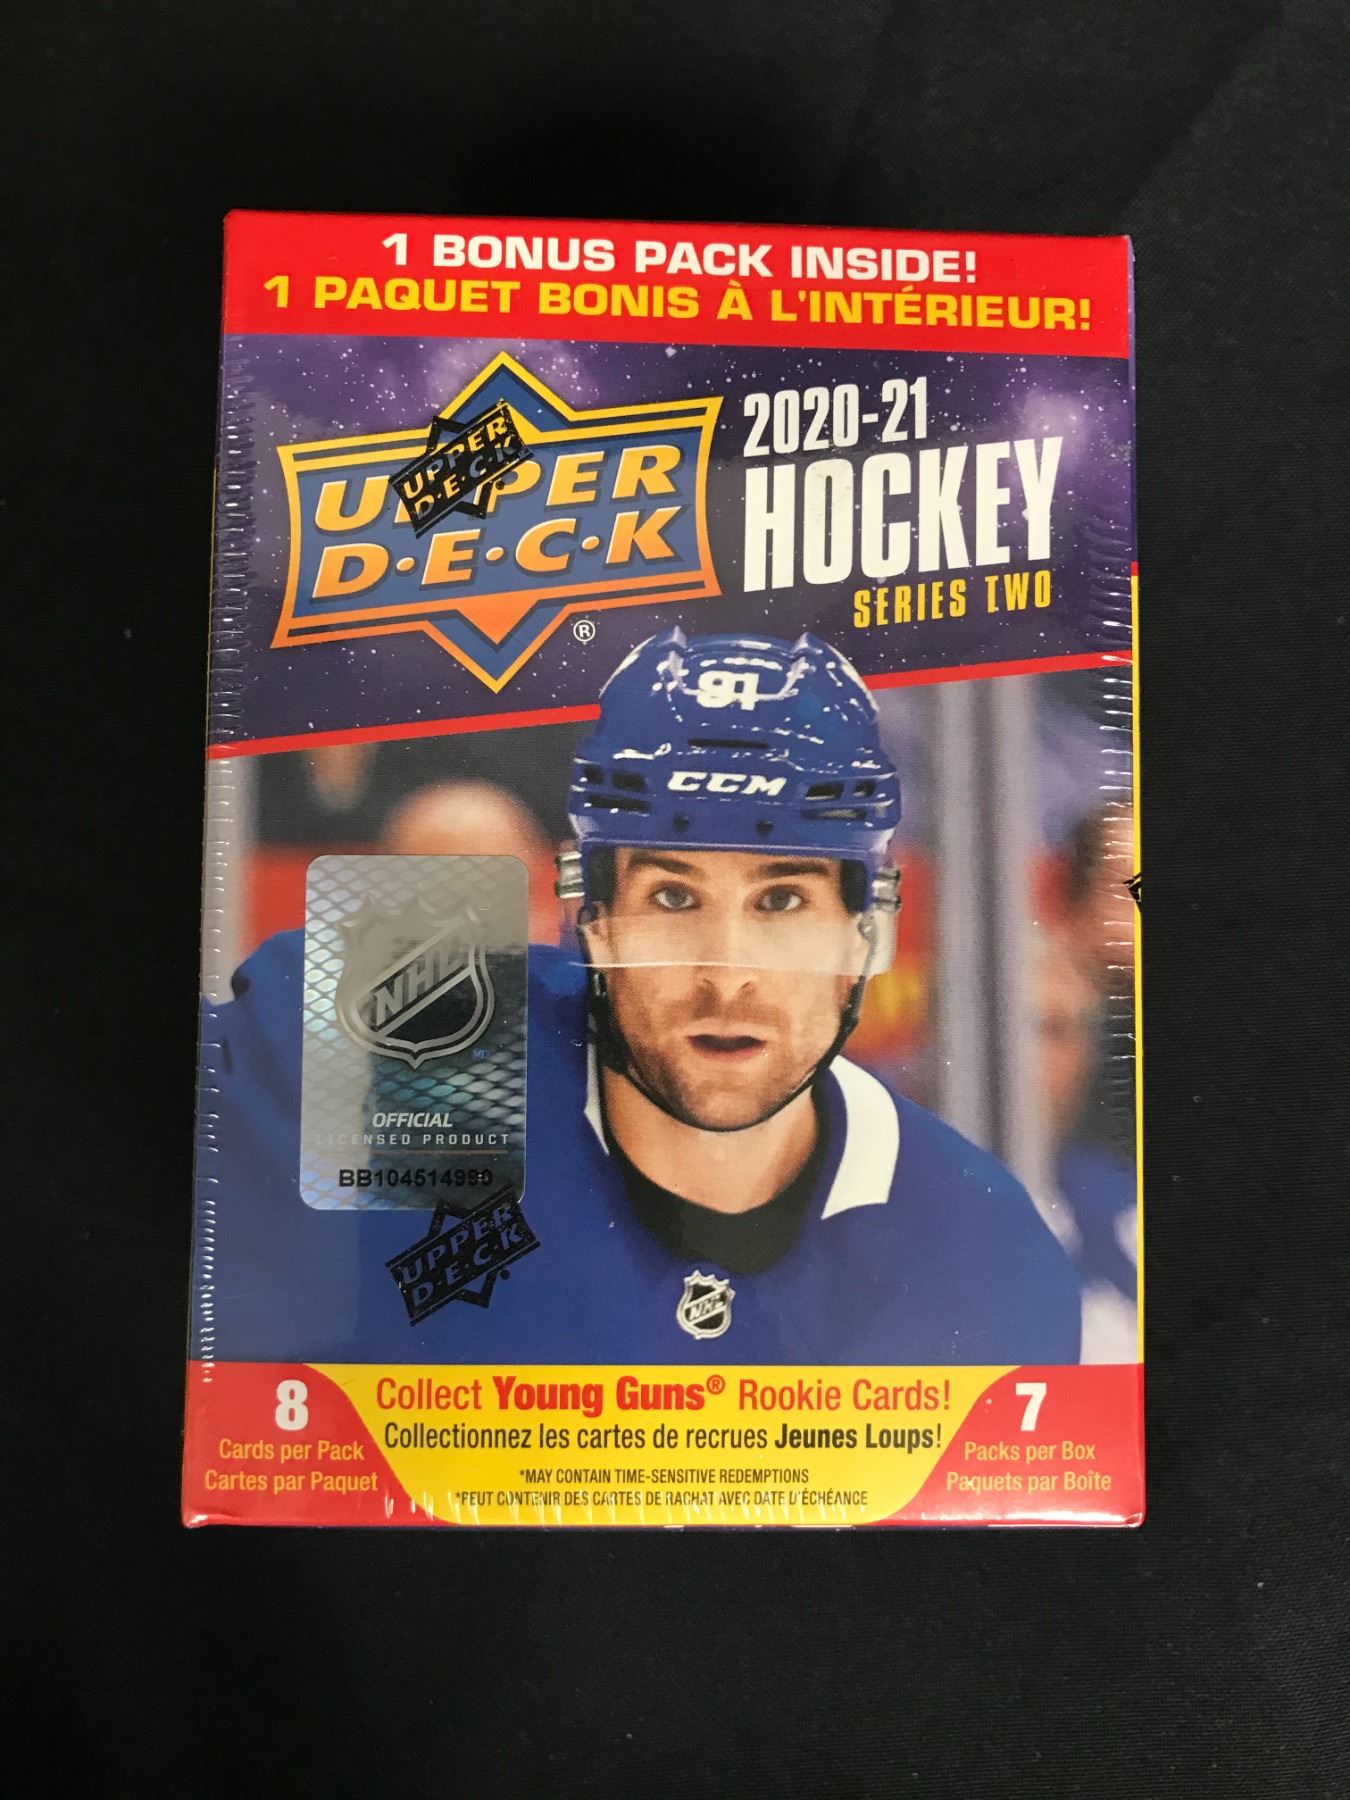 1 BONUS PACK INSIDE!
1 PAQUET BONIS À L'INTÉRIEUR!
UPPER
D·E·C·K
®
UPPER
D·E·C·K
2020-21
HOCKEY
SERIES TWO
91
CCM
NHL
MD
OFFICIAL
LICENSED PRODUCT
BB104514990
UPPER
D·E·C·K
NHL
8
Cards per Pack
Cartes par Paquet
Collect Young Guns® Rookie Cards!
Collectionnez les cartes de recrues Jeunes Loups!
*MAY CONTAIN TIME-SENSITIVE REDEMPTIONS
*PEUT CONTENIR DES CARTES DE RACHAT AVEC DATE D'ÉCHÉANCE
7
Packs per Box
Paquets par Boîte